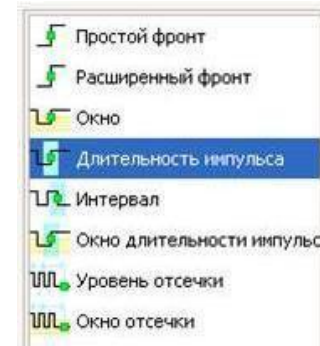 Простой фронт
Расширенный фронт
Окно
Длительность импульса
Интервал
Окно длительности импульс
Уровень отсечки
Окно отсечки